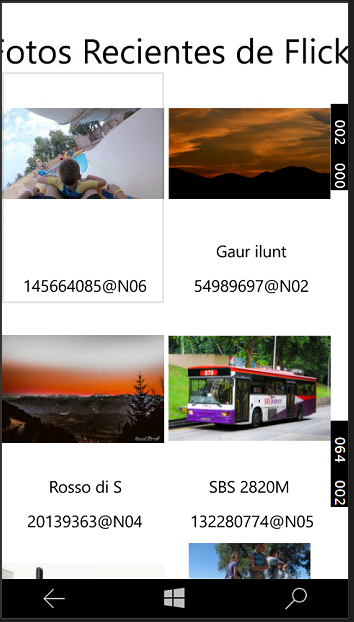 Fotos Recientes de Flick
002 000
Gaur ilunt
145664085@N06
54989697@N02
Rosso di S
SBS 2820M
20139363@N04
132280774@N05
064 002